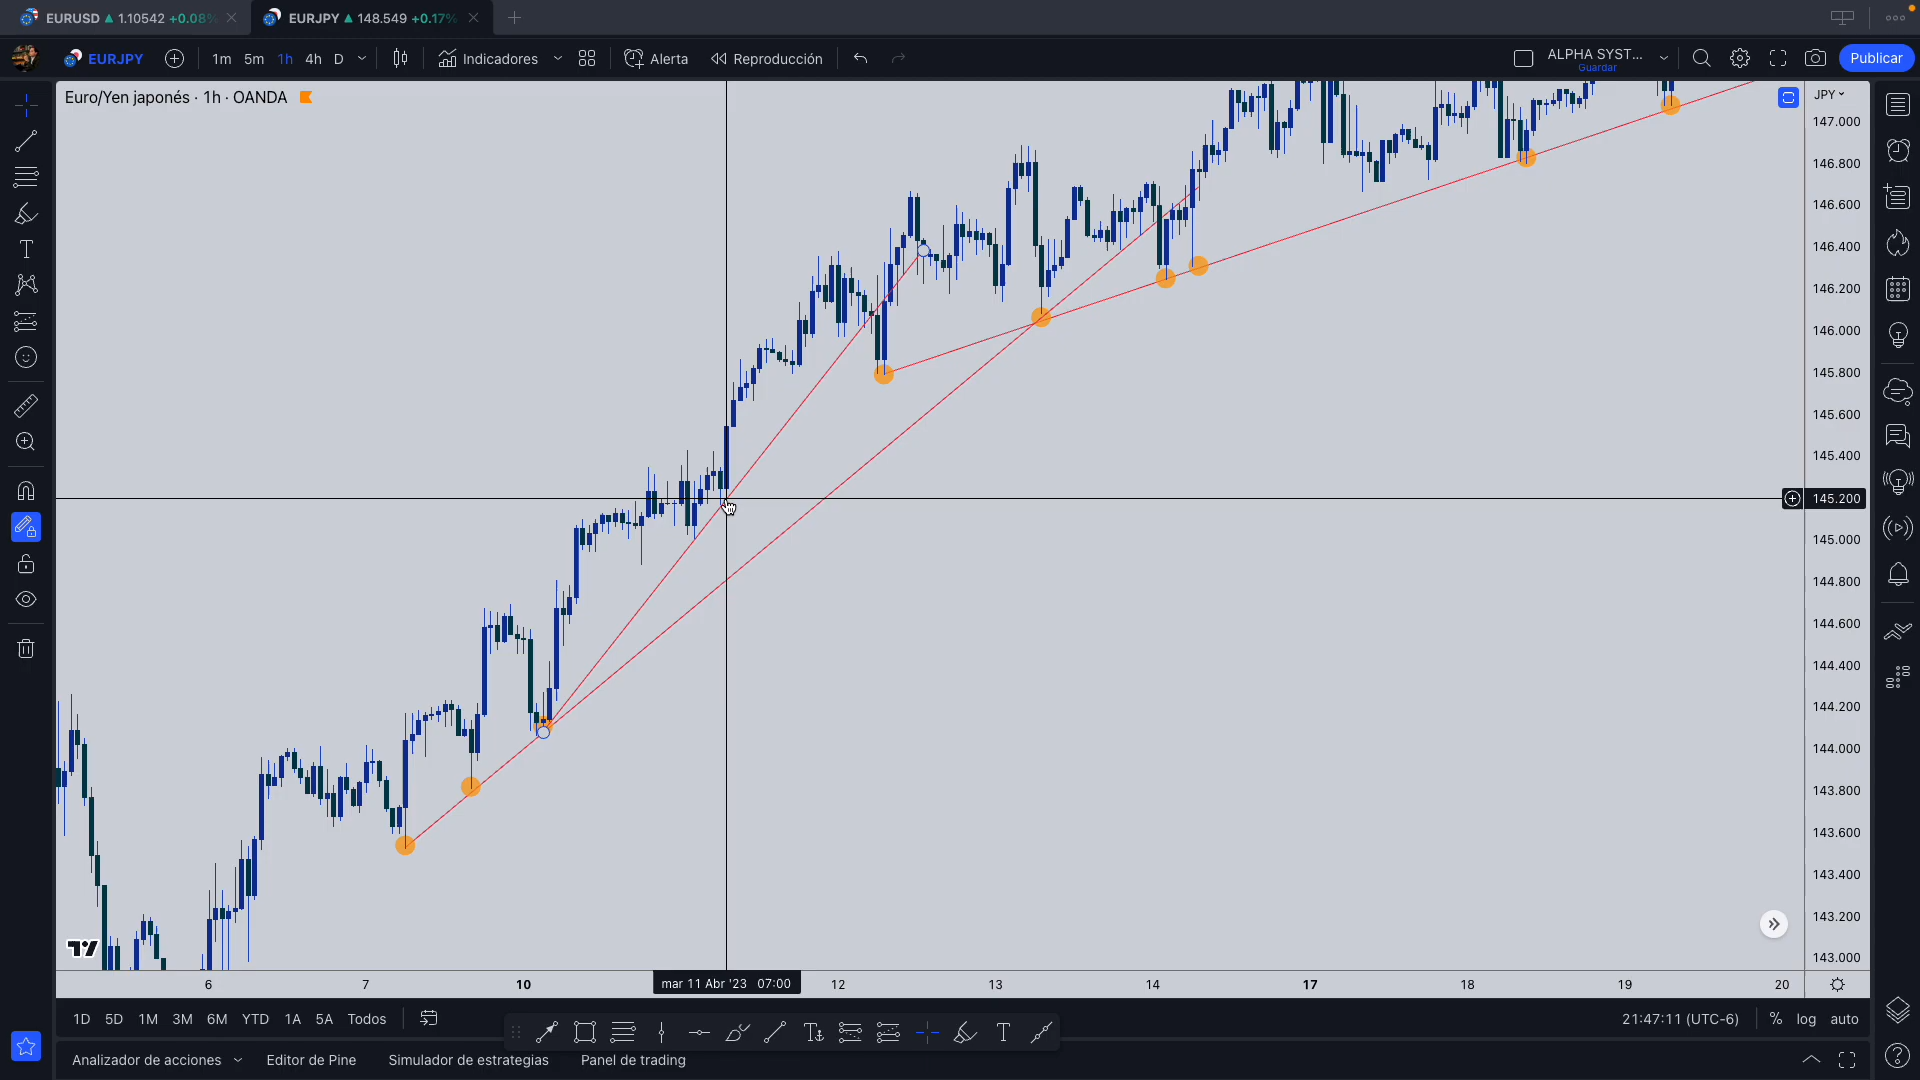 EURUSD 1.10542 +0.08%
EURJPY 148.549 +0.17%
EURJPY 1m 5m 1h 4h D Indicadores Alerta Reproducción ALPHA SYST... Guardar Publicar
Euro/Yen japonés · 1h · OANDA
JPY
147.000
146.800
146.600
146.400
146.200
146.000
145.800
145.600
145.400
145.200
145.000
144.800
144.600
144.400
144.200
144.000
143.800
143.600
143.400
143.200
143.000
6 7 10 mar 11 Abr '23 07:00 12 13 14 17 18 19 20
1D 5D 1M 3M 6M YTD 1A 5A Todos 21:47:11 (UTC-6) % log auto
Analizador de acciones Editor de Pine Simulador de estrategias Panel de trading